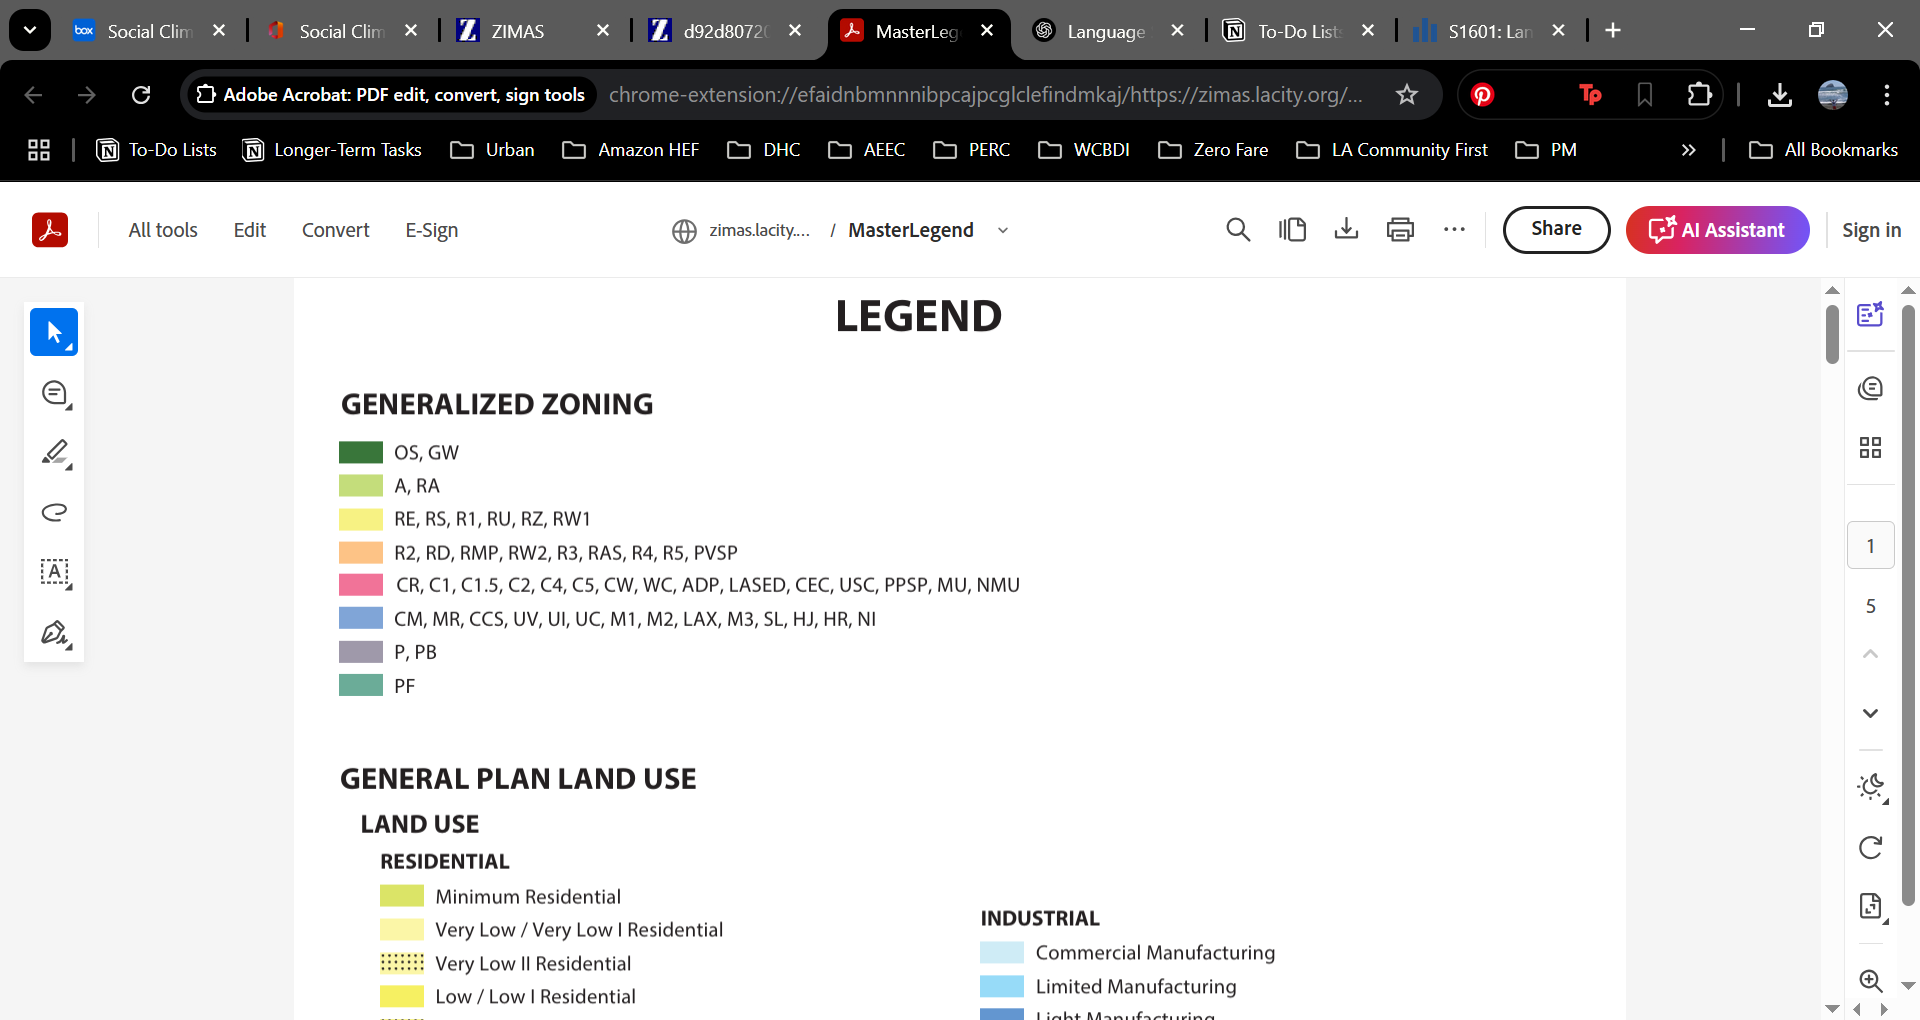 box Social Clim
Social Clim
Z ZIMAS
Z d92d8072
MasterLeg
Language
To-Do List
S1601: Lan
Adobe Acrobat: PDF edit, convert, sign tools
chrome-extension://efaidnbmnnnibpcajpcglclefindmkaj/https://zimas.lacity.org/...
Tp
To-Do Lists
Longer-Term Tasks
Urban
Amazon HEF
DHC
AEEC
PERC
WCBDI
Zero Fare
LA Community First
PM
»
All Bookmarks
All tools
Edit
Convert
E-Sign
zimas.lacity.... / MasterLegend
Share
AI Assistant
Sign in
LEGEND
GENERALIZED ZONING
OS, GW
A, RA
RE, RS, R1, RU, RZ, RW1
R2, RD, RMP, RW2, R3, RAS, R4, R5, PVSP
CR, C1, C1.5, C2, C4, C5, CW, WC, ADP, LASED, CEC, USC, PPSP, MU, NMU
CM, MR, CCS, UV, UI, UC, M1, M2, LAX, M3, SL, HJ, HR, NI
P, PB
PF
GENERAL PLAN LAND USE
LAND USE
RESIDENTIAL
Minimum Residential
Very Low / Very Low I Residential
Very Low II Residential
Low / Low I Residential
INDUSTRIAL
Commercial Manufacturing
Limited Manufacturing
Light Manufacturing
1
5